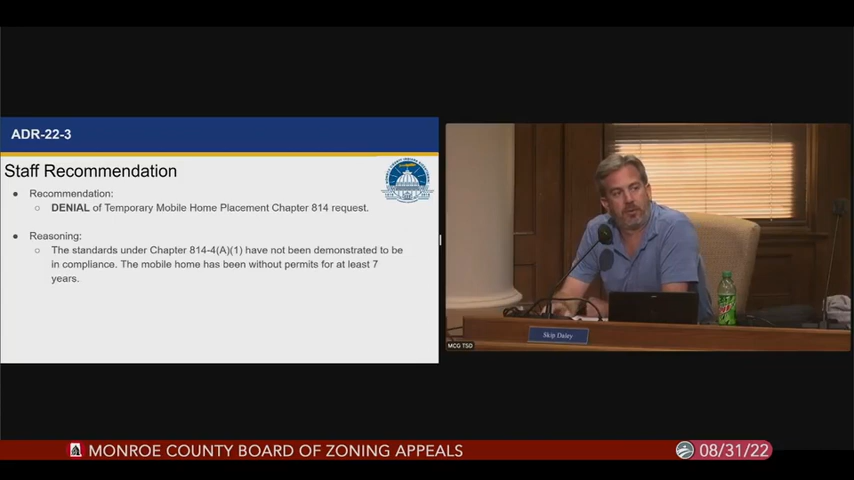 ADR-22-3
Staff Recommendation
● Recommendation:
○ DENIAL of Temporary Mobile Home Placement Chapter 814 request.
● Reasoning:
○ The standards under Chapter 814-4(A)(1) have not been demonstrated to be
in compliance. The mobile home has been without permits for at least 7
years.
Skip Daley
MCG TSD
MONROE COUNTY BOARD OF ZONING APPEALS
08/31/22